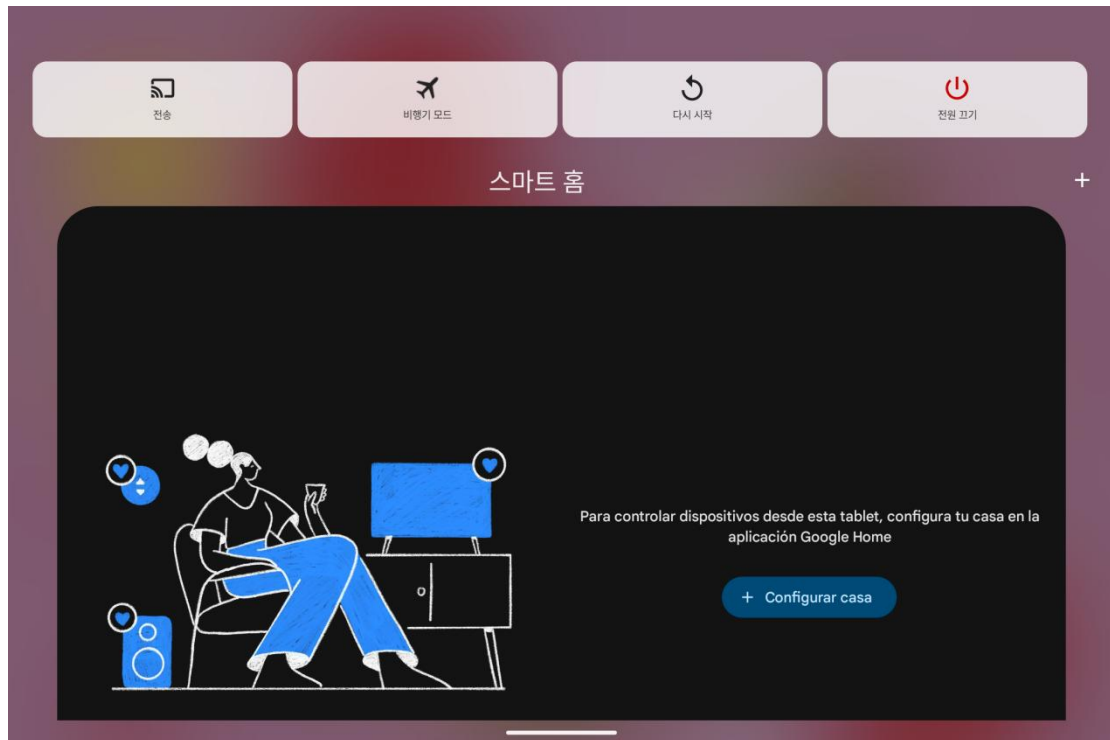 전송
비행기 모드
다시 시작
전원 끄기
스마트 홈
Para controlar dispositivos desde esta tablet, configura tu casa en la
aplicación Google Home
+ Configurar casa